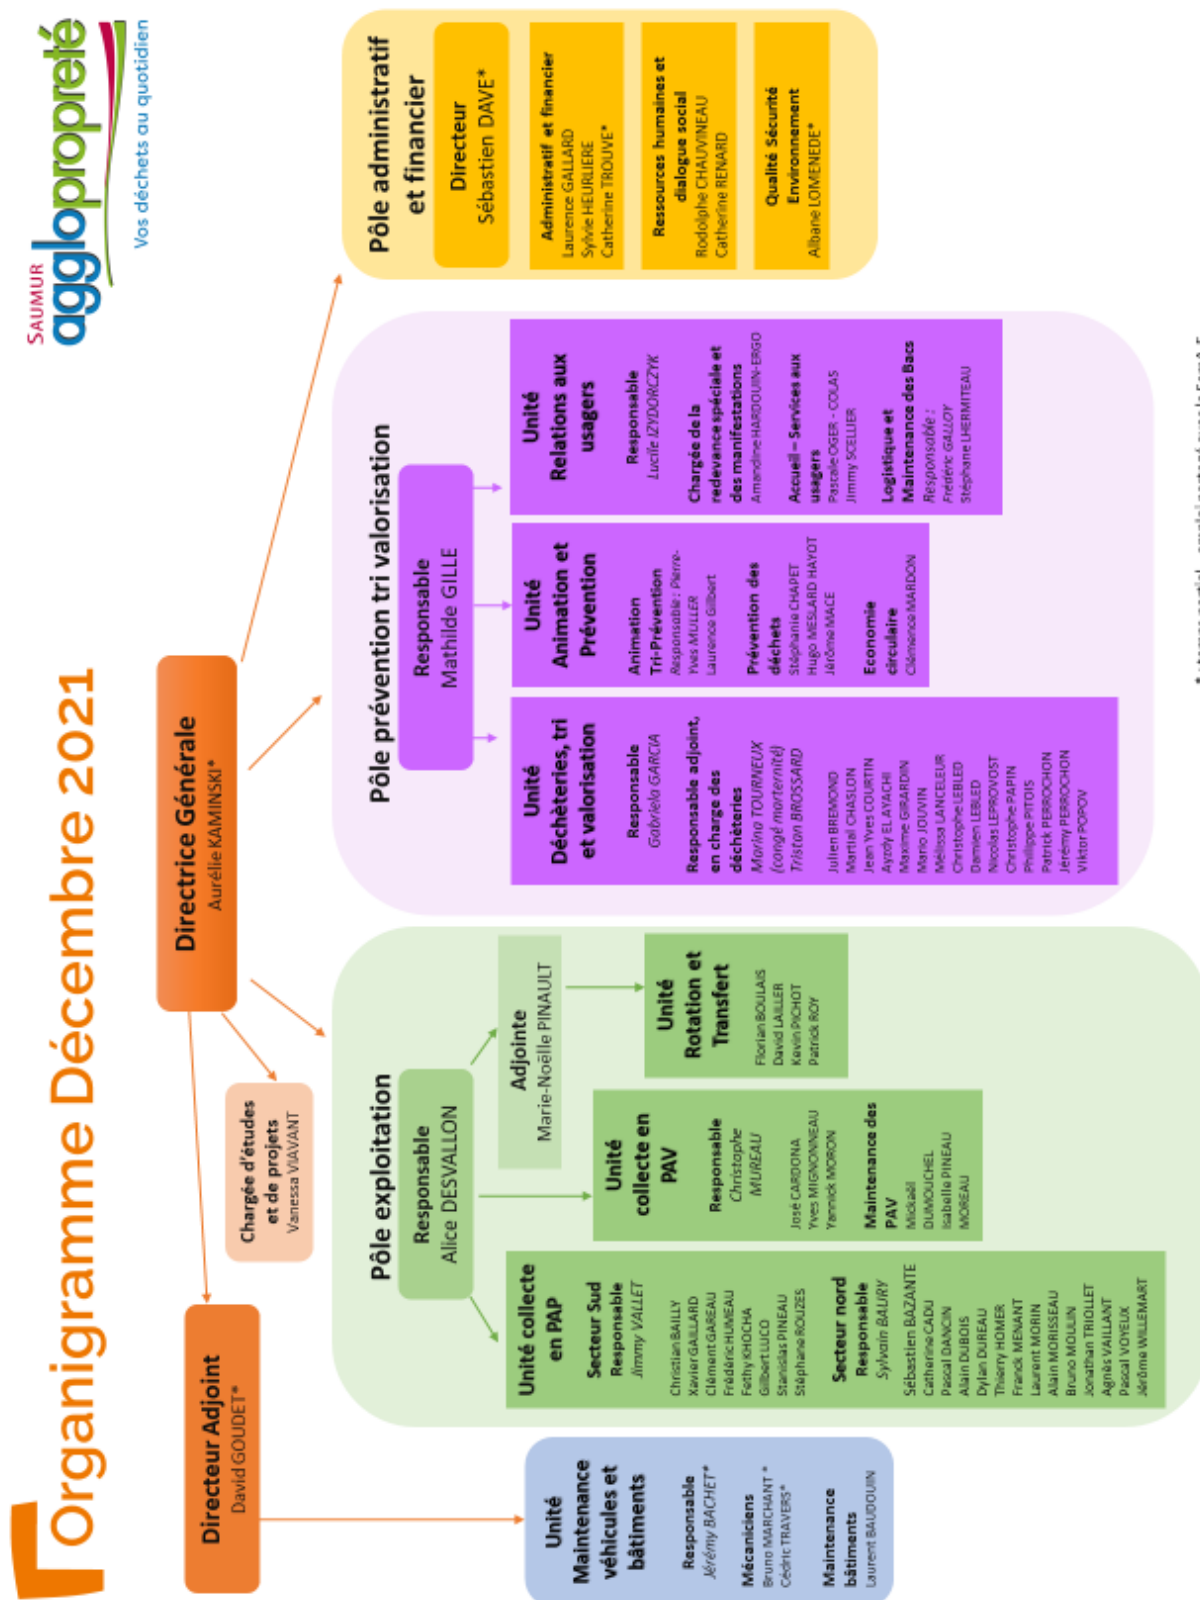 Organigramme Décembre 2021
SAUMUR
agglopropreté
Vos déchets au quotidien
Directrice Générale
Aurélie KAMINSKI*
Directeur Adjoint
David GOUDET*
Chargée d'études
et de projets
Vanessa VIAVANT
Unité
Maintenance
véhicules et
bâtiments
Responsable
Jérémy BACHET*
Mécaniciens
Bruno MARCHANT *
Cédric TRAVERS*
Maintenance
bâtiments
Laurent BAUDOUIN
Pôle exploitation
Responsable
Alice DESVALLON
Adjointe
Marie-Noëlle PINAULT
Unité collecte
en PAP
Secteur Sud
Responsable
Jimmy VALLET
Christian BAILLY
Xavier GAILLARD
Clément GAREAU
Frédéric HUMEAU
Fethy KHOCHA
Gilbert LUCO
Stanislas PINEAU
Stéphane ROUZES
Secteur nord
Responsable
Sylvain BAURY
Sébastien BAZANTE
Catherine CADU
Pascal DANCIN
Alain DUBOIS
Dylan DUREAU
Thierry HOMER
Franck MENANT
Laurent MORIN
Alain MORISSEAU
Bruno MOULIN
Jonathan TRIOLLET
Agnès VAILLANT
Pascal VOYEUX
Jérôme WILLEMART
Unité
collecte en
PAV
Responsable
Christophe
MUREAU
José CARDONA
Yves MIGNONNEAU
Yannick MORON
Maintenance des
PAV
Mickaël
DUMOUCHEL
Isabelle PINEAU
MOREAU
Unité
Rotation et
Transfert
Florian BOULAIS
David LAILLER
Kevin PICHOT
Patrick ROY
Pôle prévention tri valorisation
Responsable
Mathilde GILLE
Unité
Déchèteries, tri
et valorisation
Responsable
Gabriela GARCIA
Responsable adjoint,
en charge des
déchèteries
Marina TOURNEUX
(congé marternité)
Tristan BROSSARD
Julien BREMOND
Martial CHASLON
Jean Yves COURTIN
Ayzdy EL AYACHI
Maxime GIRARDIN
Mario JOUVIN
Mélissa LANCELEUR
Christophe LEBLED
Damien LEBLED
Nicolas LEPROVOST
Christophe PAPIN
Philippe PITOIS
Patrick PERROCHON
Jérémy PERROCHON
Viktor POPOV
Unité
Animation et
Prévention
Animation
Tri-Prévention
Responsable : Pierre-
Yves MULLER
Laurence Gilbert
Prévention des
déchets
Stéphanie CHAPET
Hugo MESLARD HAYOT
Jérôme MACE
Economie
circulaire
Clémence MARDON
Unité
Relations aux
usagers
Responsable
Lucile IZYDORCZYK
Chargée de la
redevance spéciale et
des manifestations
Amandine HARDOUIN-ERGO
Accueil – Services aux
usagers
Pascale OGER - COLAS
Jimmy SCELLIER
Logistique et
Maintenance des Bacs
Responsable :
Frédéric GALLOY
Stéphane LHERMITEAU
Pôle administratif
et financier
Directeur
Sébastien DAVE*
Administratif et financier
Laurence GALLARD
Sylvie HEURLIERE
Catherine TROUVE*
Ressources humaines et
dialogue social
Rodolphe CHAUVINEAU
Catherine RENARD
Qualité Sécurité
Environnement
Albane LOMENEDE*